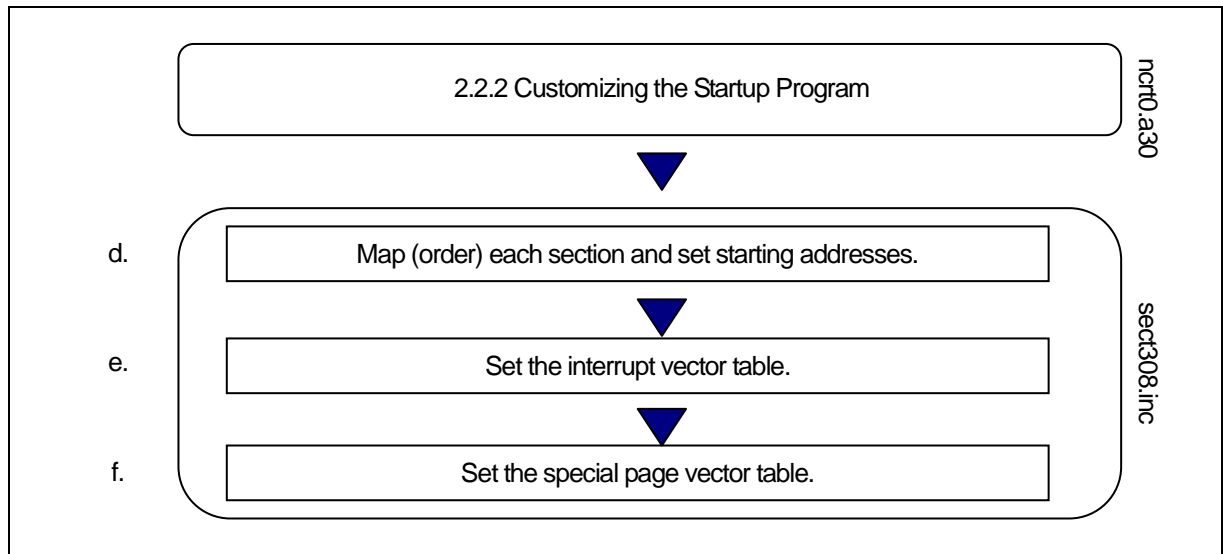 2.2.2 Customizing the Startup Program
ncrt0.a30
d.
Map (order) each section and set starting addresses.
e.
Set the interrupt vector table.
f.
Set the special page vector table.
sect308.inc